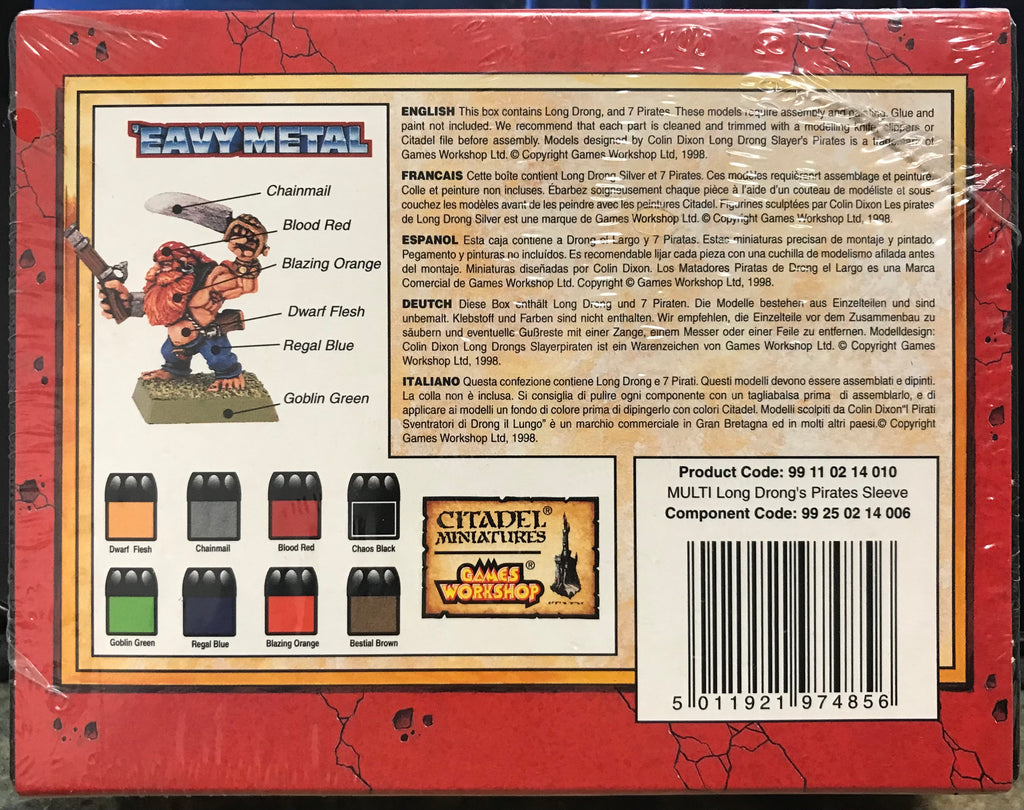 'EAVY METAL
Chainmail
Blood Red
Blazing Orange
Dwarf Flesh
Regal Blue
Goblin Green
ENGLISH This box contains Long Drong, and 7 Pirates. These models require assembly and painting. Glue and
paint not included. We recommend that each part is cleaned and trimmed with a modelling knife, clippers or
Citadel file before assembly. Models designed by Colin Dixon Long Drong Slayer's Pirates is a trademark of
Games Workshop Ltd. © Copyright Games Workshop Ltd, 1998.
FRANCAIS Cette boîte contient Long Drong Silver et 7 Pirates. Ces modèles requièrenrt assemblage et peinture.
Colle et peinture non incluses. Ébarbez soigneusement chaque pièce à l'aide d'un couteau de modéliste et sous-
couchez les modèles avant de les peindre avec les peintures Citadel. Figurines sculptées par Colin Dixon Les pirates
de Long Drong Silver est une marque de Games Workshop Ltd. © Copyright Games Workshop Ltd, 1998.
ESPANOL Esta caja contiene a Drong el Largo y 7 Piratas. Estas miniaturas precisan de montaje y pintado.
Pegamento y pinturas no incluídos. Es recomendable lijar cada pieza con una cuchilla de modelismo afilada antes
del montaje. Miniaturas diseñadas por Colin Dixon. Los Matadores Piratas de Drong el Largo es una Marca
Comercial de Games Workshop Ltd. © Copyright Games Workshop Ltd, 1998.
DEUTCH Diese Box enthält Long Drong und 7 Piraten. Die Modelle bestehen aus Einzelteilen und sind
unbemalt. Klebstoff und Farben sind nicht enthalten. Wir empfehlen, die Einzelteile vor dem Zusammenbau zu
säubern und eventuelle Gußreste mit einer Zange, einem Messer oder einer Feile zu entfernen. Modelldesign:
Colin Dixon Long Drongs Slayerpiraten ist ein Warenzeichen von Games Workshop Ltd. © Copyright Games
Workshop Ltd, 1998.
ITALIANO Questa confezione contiene Long Drong e 7 Pirati. Questi modelli devono essere assemblati e dipinti.
La colla non è inclusa. Si consiglia di pulire ogni componente con un tagliabalsa prima di assemblarlo, e di
applicare ai modelli un fondo di colore prima di dipingerlo con colori Citadel. Modelli scolpiti da Colin Dixon"I Pirati
Sventratori di Drong il Lungo" è un marchio commerciale in Gran Bretagna ed in molti altri paesi.© Copyright
Games Workshop Ltd, 1998.
Dwarf Flesh
Chainmail
Blood Red
Chaos Black
Goblin Green
Regal Blue
Blazing Orange
Bestial Brown
CITADEL®
MINIATURES
GAMES ®
WORKSHOP
Product Code: 99 11 02 14 010
MULTI Long Drong's Pirates Sleeve
Component Code: 99 25 02 14 006
5 011921 974856